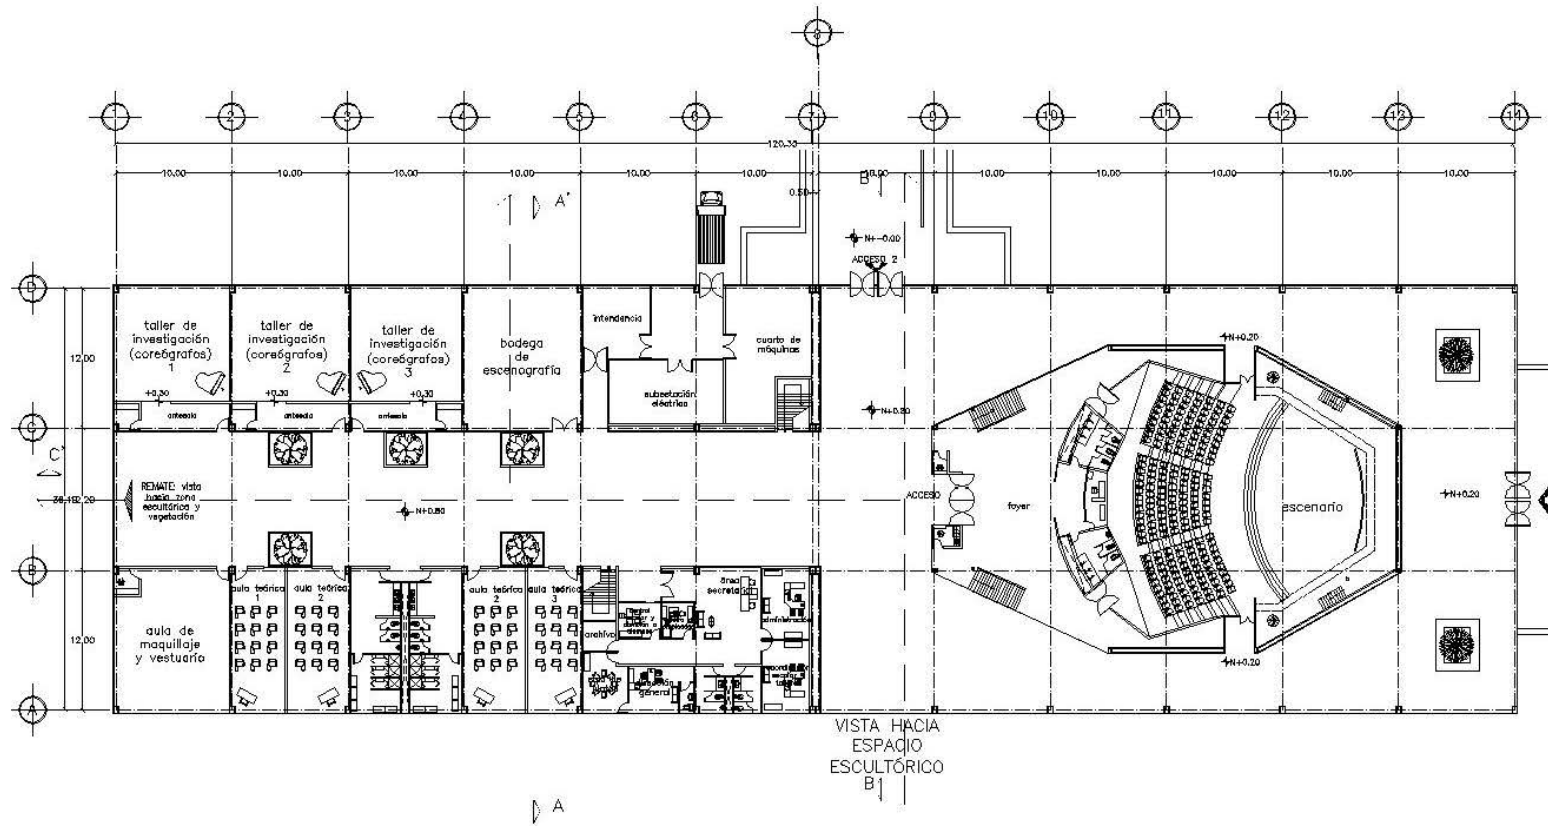 8
1
2
3
4
5
6
7
9
10
11
12
13
14
120.30
10.00
10.00
10.00
10.00
10.00
10.00
10.00
10.00
10.00
10.00
10.00
10.00
0.50
A'
B'
N+-0.00
ACCESO 2
D
C
B
A
12.00
12.20
12.00
C'
taller de
investigación
(coreógrafos)
1
taller de
investigación
(coreógrafos)
2
taller de
investigación
(coreógrafos)
3
bodega
de
escenografía
intendencia
cuarto de
máquinas
subestación
eléctrica
+0.30
+0.30
+0.30
antesala
antesala
antesala
N+0.20
N+0.20
REMATE: vista
hacia zona
escultórica y
vegetación
N+0.80
ACCESO
foyer
escenario
N+0.20
aula teórica
1
aula teórica
2
aula teórica
2
aula teórica
3
aula de
maquillaje
y vestuario
archivo
área
secretarial
administración
general
N+0.20
VISTA HACIA
ESPACIO
ESCULTÓRICO
B
A